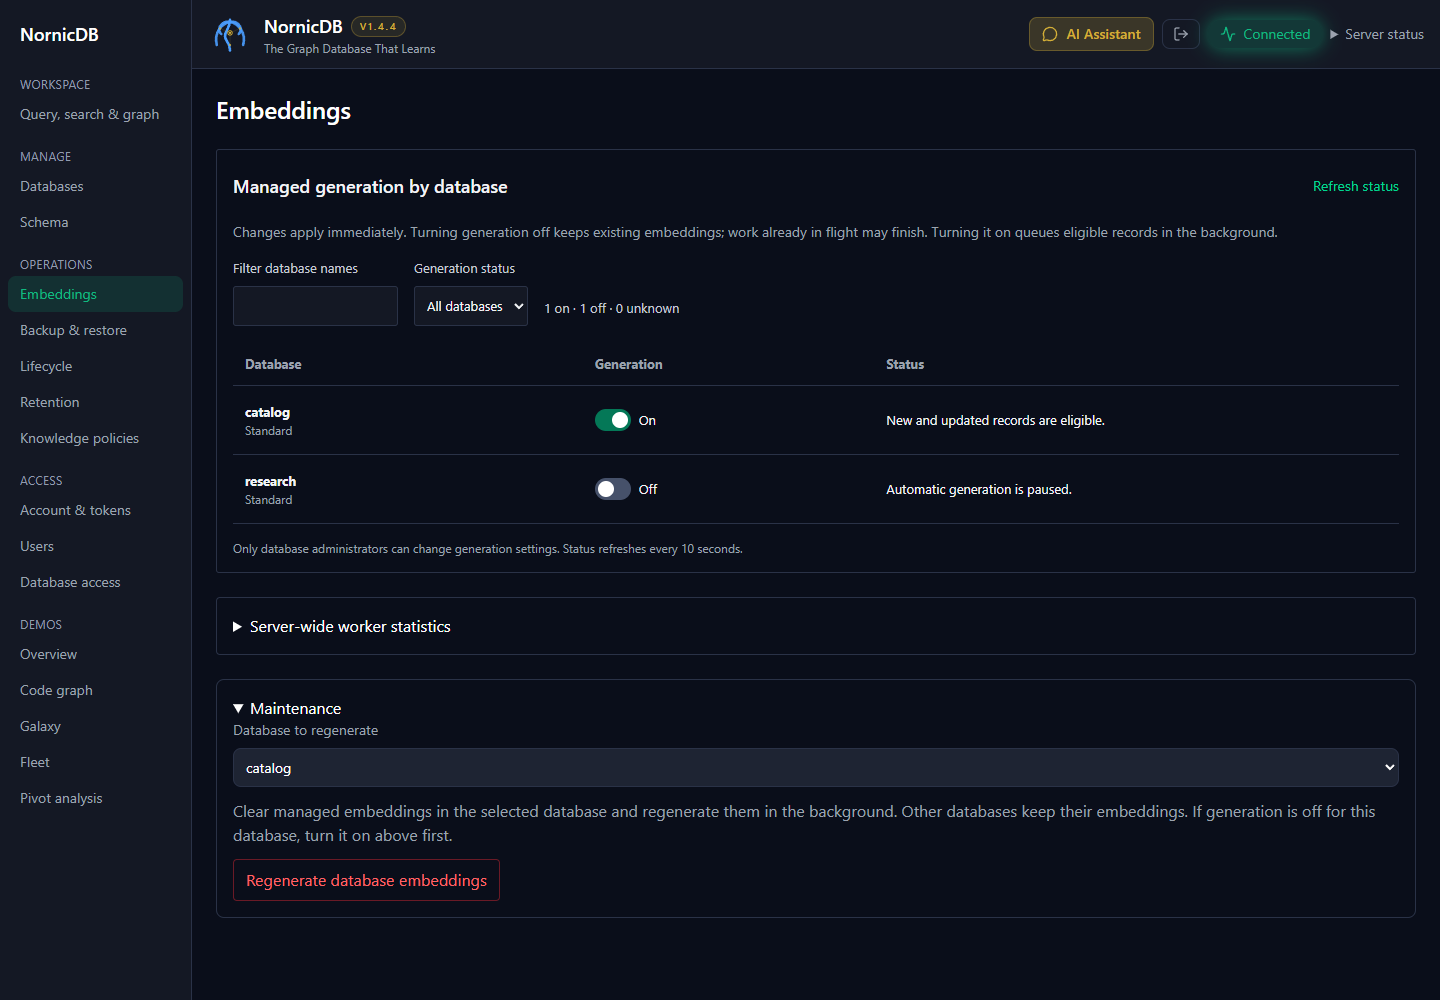 NornicDB
WORKSPACE
Query, search & graph
MANAGE
Databases
Schema
OPERATIONS
Embeddings
Backup & restore
Lifecycle
Retention
Knowledge policies
ACCESS
Account & tokens
Users
Database access
DEMOS
Overview
Code graph
Galaxy
Fleet
Pivot analysis
NornicDB V1.4.4
The Graph Database That Learns
AI Assistant
Connected
Server status
Embeddings
Managed generation by database
Refresh status
Changes apply immediately. Turning generation off keeps existing embeddings; work already in flight may finish. Turning it on queues eligible records in the background.
Filter database names
Generation status
All databases
1 on · 1 off · 0 unknown
Database Generation Status
catalog
Standard
On
New and updated records are eligible.
research
Standard
Off
Automatic generation is paused.
Only database administrators can change generation settings. Status refreshes every 10 seconds.
Server-wide worker statistics
Maintenance
Database to regenerate
catalog
Clear managed embeddings in the selected database and regenerate them in the background. Other databases keep their embeddings. If generation is off for this
database, turn it on above first.
Regenerate database embeddings